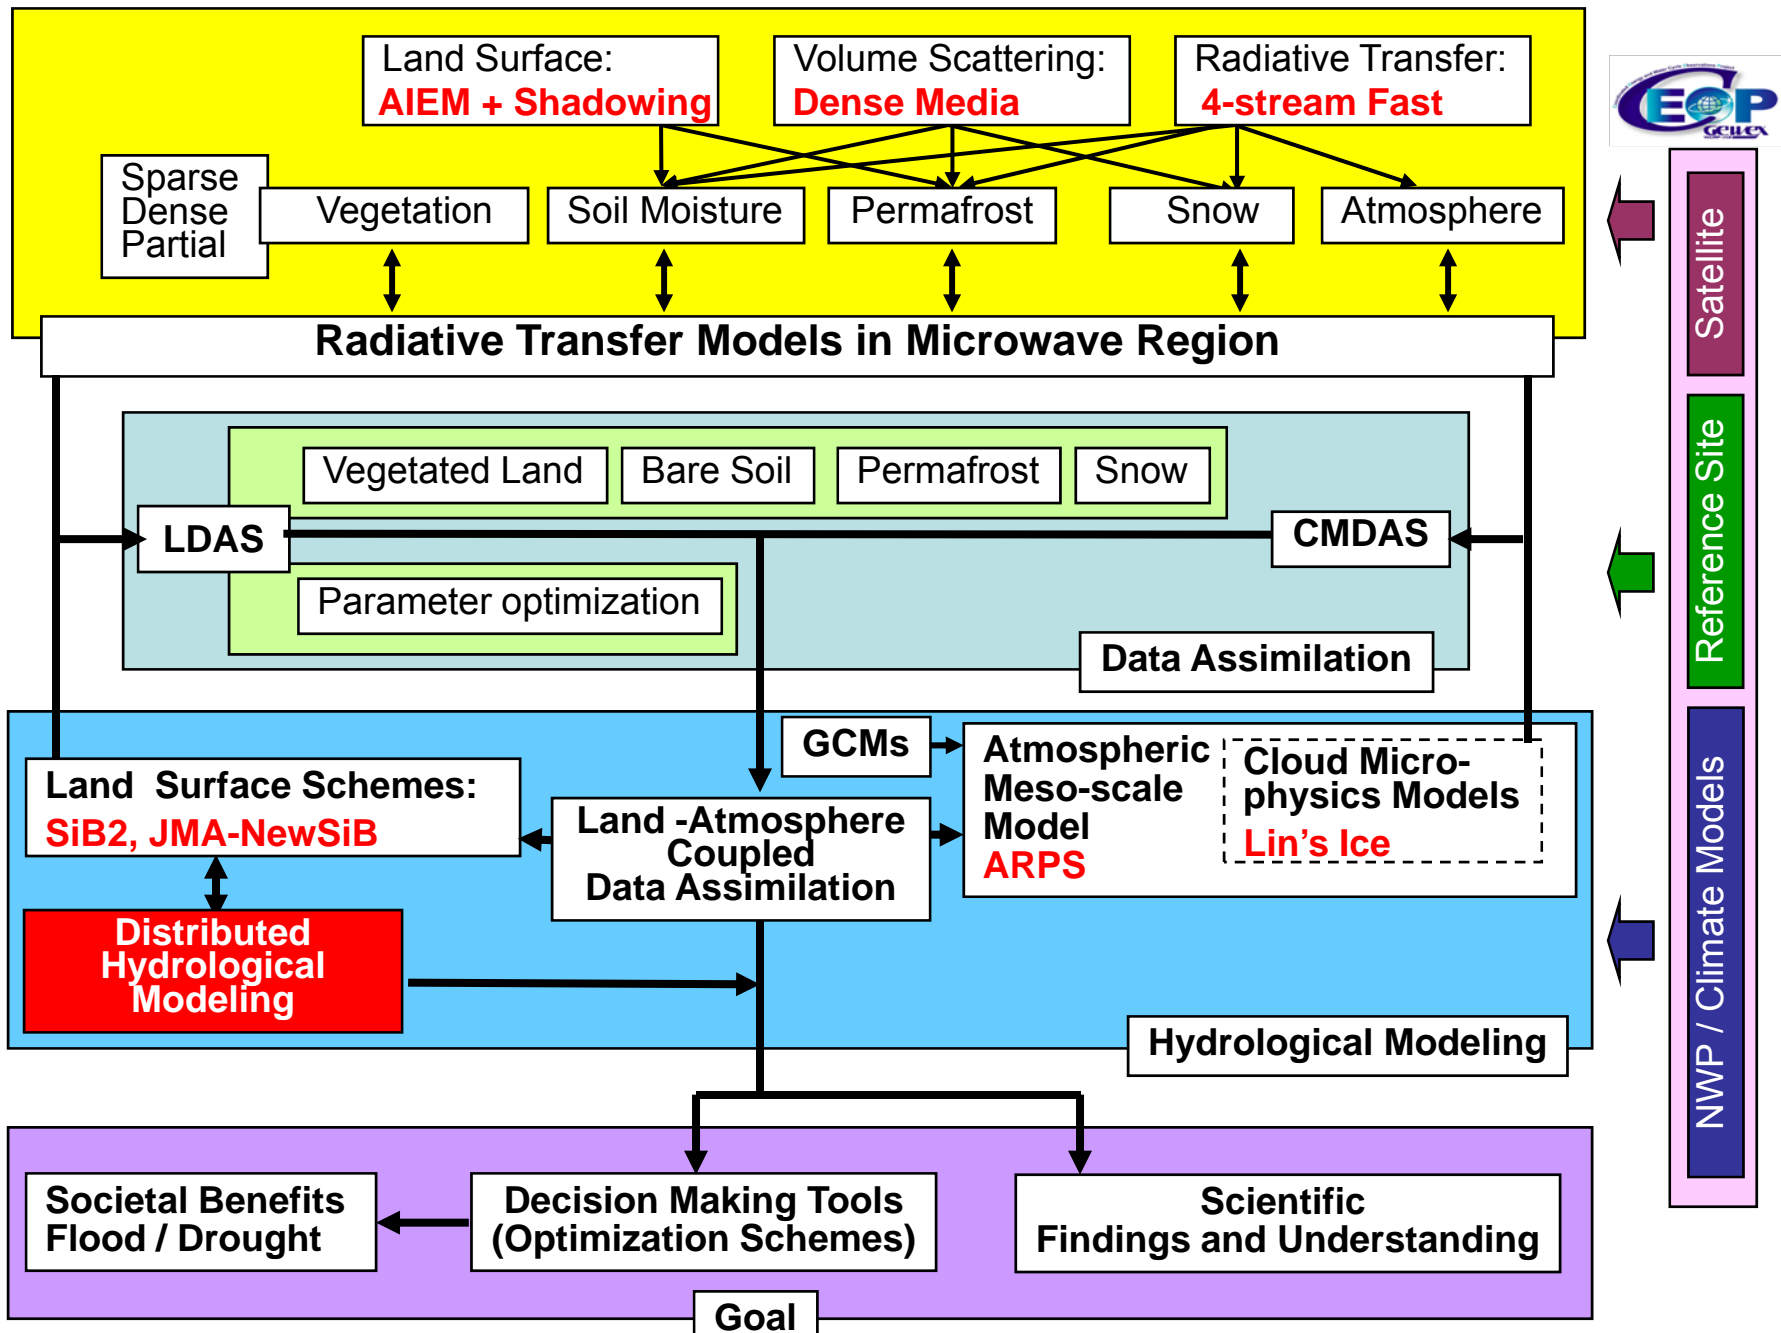 Land Surface:
AIEM + Shadowing
Volume Scattering:
Dense Media
Radiative Transfer:
4-stream Fast
CEOP
GEWEX
Sparse
Dense
Partial
Vegetation
Soil Moisture
Permafrost
Snow
Atmosphere
Radiative Transfer Models in Microwave Region
Vegetated Land
Bare Soil
Permafrost
Snow
LDAS
CMDAS
Parameter optimization
Data Assimilation
GCMs
Atmospheric
Meso-scale
Model
ARPS
Cloud Micro-
physics Models
Lin’s Ice
Land Surface Schemes:
SiB2, JMA-NewSiB
Land -Atmosphere
Coupled
Data Assimilation
Distributed
Hydrological
Modeling
Hydrological Modeling
Societal Benefits
Flood / Drought
Decision Making Tools
(Optimization Schemes)
Scientific
Findings and Understanding
Goal
Satellite
Reference Site
NWP / Climate Models